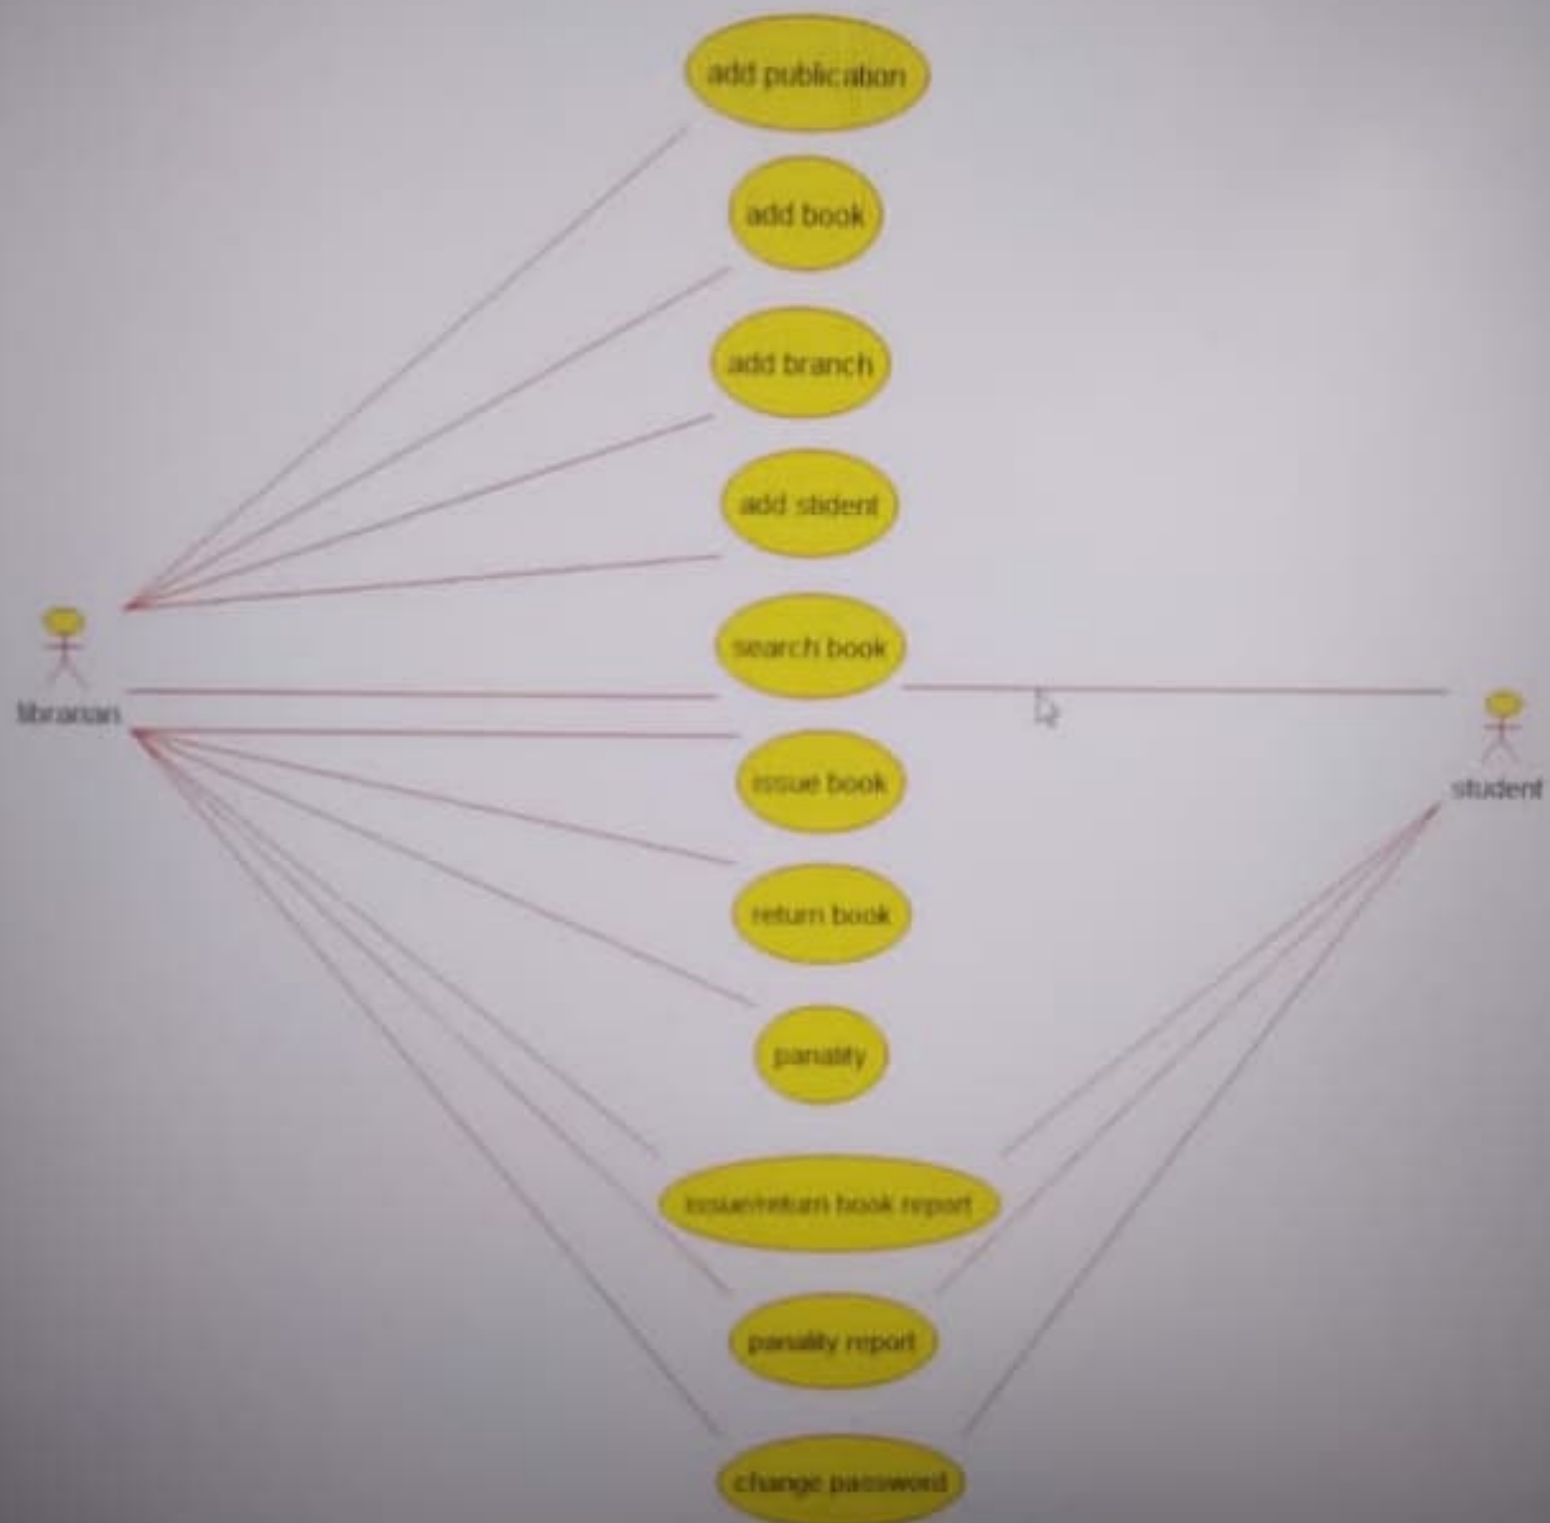 add publication
add book
add branch
add stident
search book
librarian
issue book
student
return book
panality
issue/return book report
panality report
change password